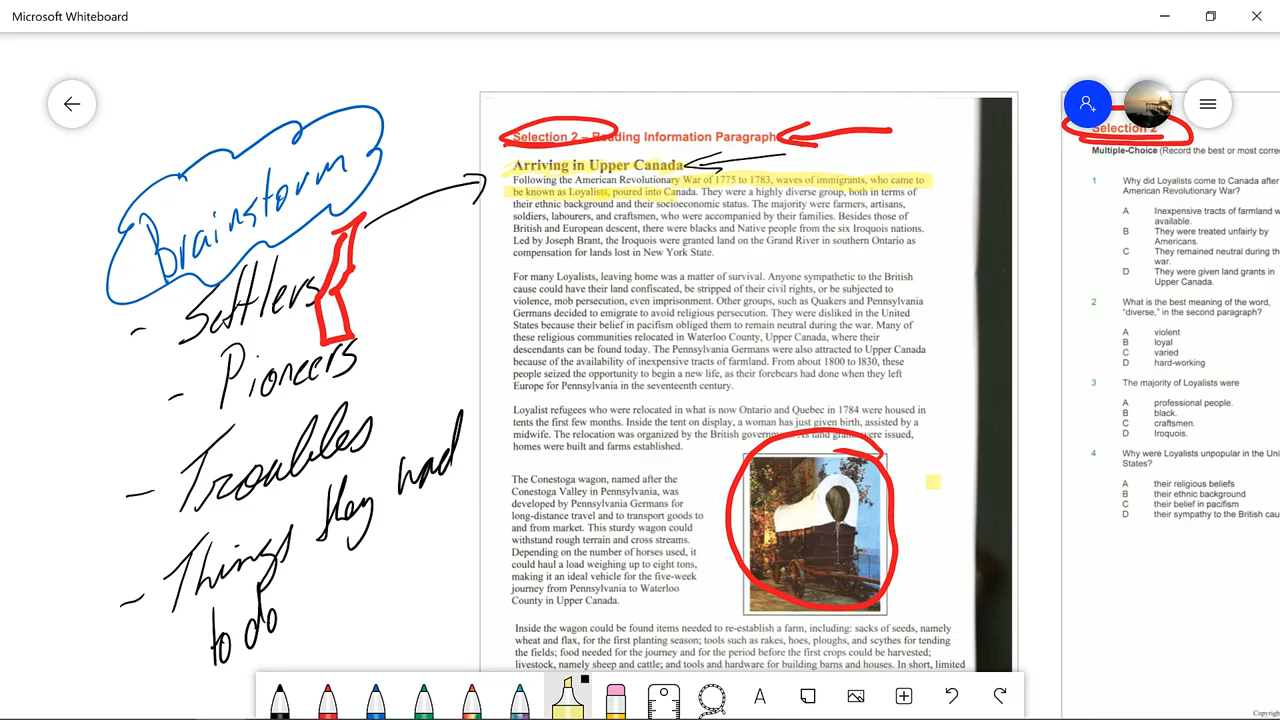 Microsoft Whiteboard
Brainstorm
- Settlers
- Pioneers
- Troubles
- Things they had
to do
Selection 2 – Reading Information Paragraph
Arriving in Upper Canada
Following the American Revolutionary War of 1775 to 1783, waves of immigrants, who came to
be known as Loyalists, poured into Canada. They were a highly diverse group, both in terms of
their ethnic background and their socioeconomic status. The majority were farmers, artisans,
soldiers, labourers, and craftsmen, who were accompanied by their families. Besides those of
British and European descent, there were blacks and Native people from the six Iroquois nations.
Led by Joseph Brant, the Iroquois were granted land on the Grand River in southern Ontario as
compensation for lands lost in New York State.
For many Loyalists, leaving home was a matter of survival. Anyone sympathetic to the British
cause could have their land confiscated, be stripped of their civil rights, or be subjected to
violence, mob persecution, even imprisonment. Other groups, such as Quakers and Pennsylvania
Germans decided to emigrate to avoid religious persecution. They were disliked in the United
States because their belief in pacifism obliged them to remain neutral during the war. Many of
these religious communities relocated in Waterloo County, Upper Canada, where their
descendants can be found today. The Pennsylvania Germans were also attracted to Upper Canada
because of the availability of inexpensive tracts of farmland. From about 1800 to l830, these
people seized the opportunity to begin a new life, as their forbears had done when they left
Europe for Pennsylvania in the seventeenth century.
Loyalist refugees who were relocated in what is now Ontario and Quebec in 1784 were housed in
tents the first few months. Inside the tent on display, a woman has just given birth, assisted by a
midwife. The relocation was organized by the British government. As land grants were issued,
homes were built and farms established.
The Conestoga wagon, named after the
Conestoga Valley in Pennsylvania, was
developed by Pennsylvania Germans for
long-distance travel and to transport goods to
and from market. This sturdy wagon could
withstand rough terrain and cross streams.
Depending on the number of horses used, it
could haul a load weighing up to eight tons,
making it an ideal vehicle for the five-week
journey from Pennsylvania to Waterloo
County in Upper Canada.
Inside the wagon could be found items needed to re-establish a farm, including: sacks of seeds, namely
wheat and flax, for the first planting season; tools such as rakes, hoes, ploughs, and scythes for tending
the fields; food needed for the journey and for the period before the first crops could be harvested;
livestock, namely sheep and cattle; and tools and hardware for building barns and houses. In short, limited
Selection 2
Multiple-Choice (Record the best or most corre
1 Why did Loyalists come to Canada after
American Revolutionary War?
A Inexpensive tracts of farmland w
available.
B They were treated unfairly by
Americans.
C They remained neutral during th
war.
D They were given land grants in
Upper Canada.
2 What is the best meaning of the word,
"diverse," in the second paragraph?
A violent
B loyal
C varied
D hard-working
3 The majority of Loyalists were
A professional people.
B black.
C craftsmen.
D Iroquois.
4 Why were Loyalists unpopular in the Uni
States?
A their religious beliefs
B their ethnic background
C their belief in pacifism
D their sympathy to the British cau
Copyrig